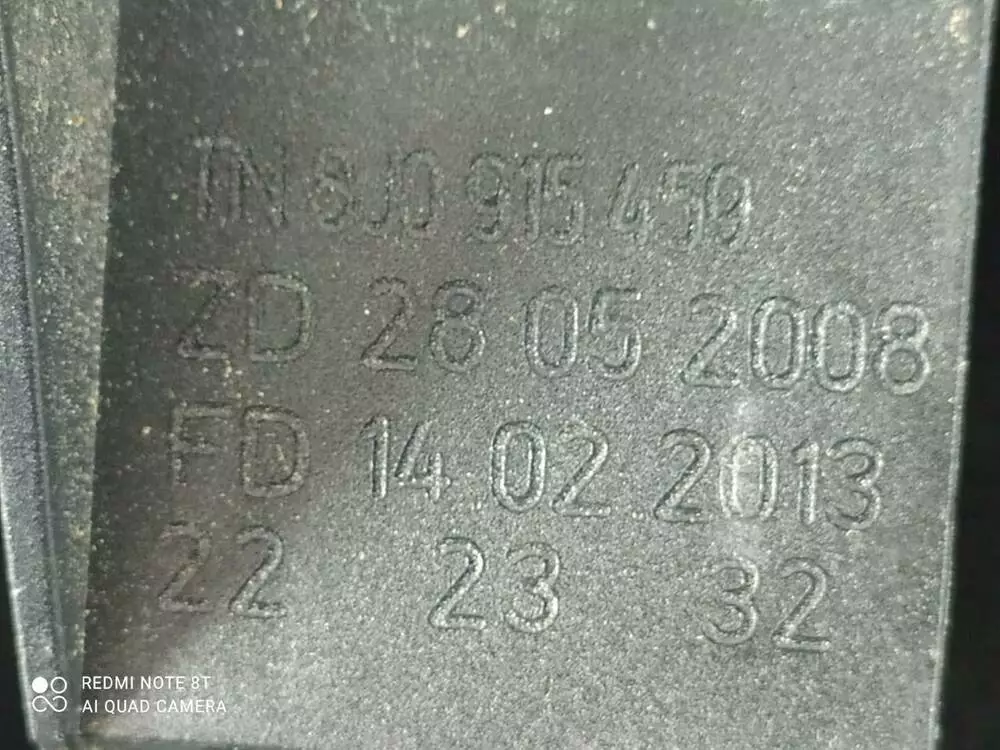 TN 8J0 915 459
ZD 28 05 2008
FD 14 02 2013
22 23 32
REDMI NOTE 8T
AI QUAD CAMERA